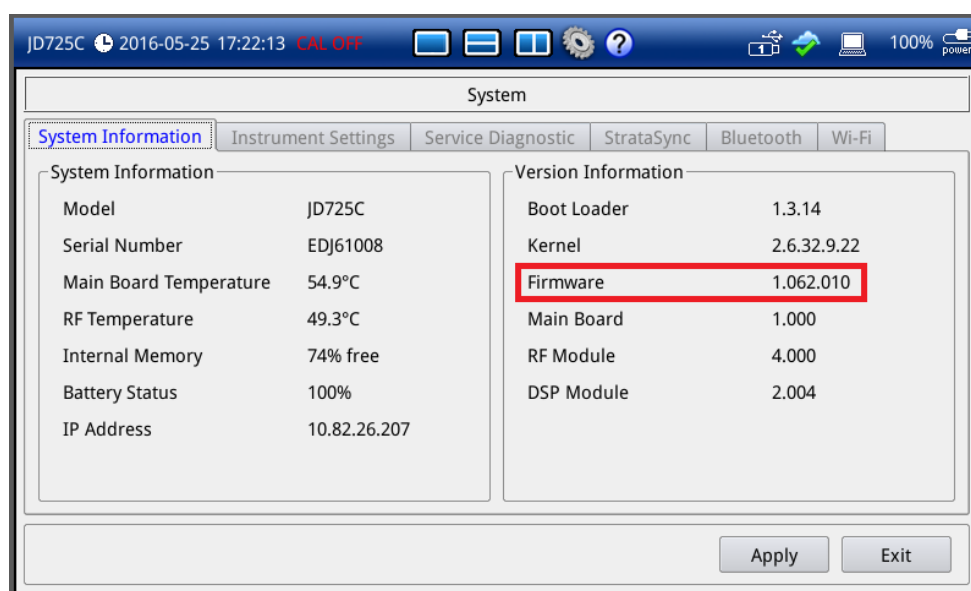 JD725C 2016-05-25 17:22:13 CAL OFF ? 1 100% power
System
System Information Instrument Settings Service Diagnostic StrataSync Bluetooth Wi-Fi
System Information
Model JD725C
Serial Number EDJ61008
Main Board Temperature 54.9°C
RF Temperature 49.3°C
Internal Memory 74% free
Battery Status 100%
IP Address 10.82.26.207
Version Information
Boot Loader 1.3.14
Kernel 2.6.32.9.22
Firmware 1.062.010
Main Board 1.000
RF Module 4.000
DSP Module 2.004
Apply Exit